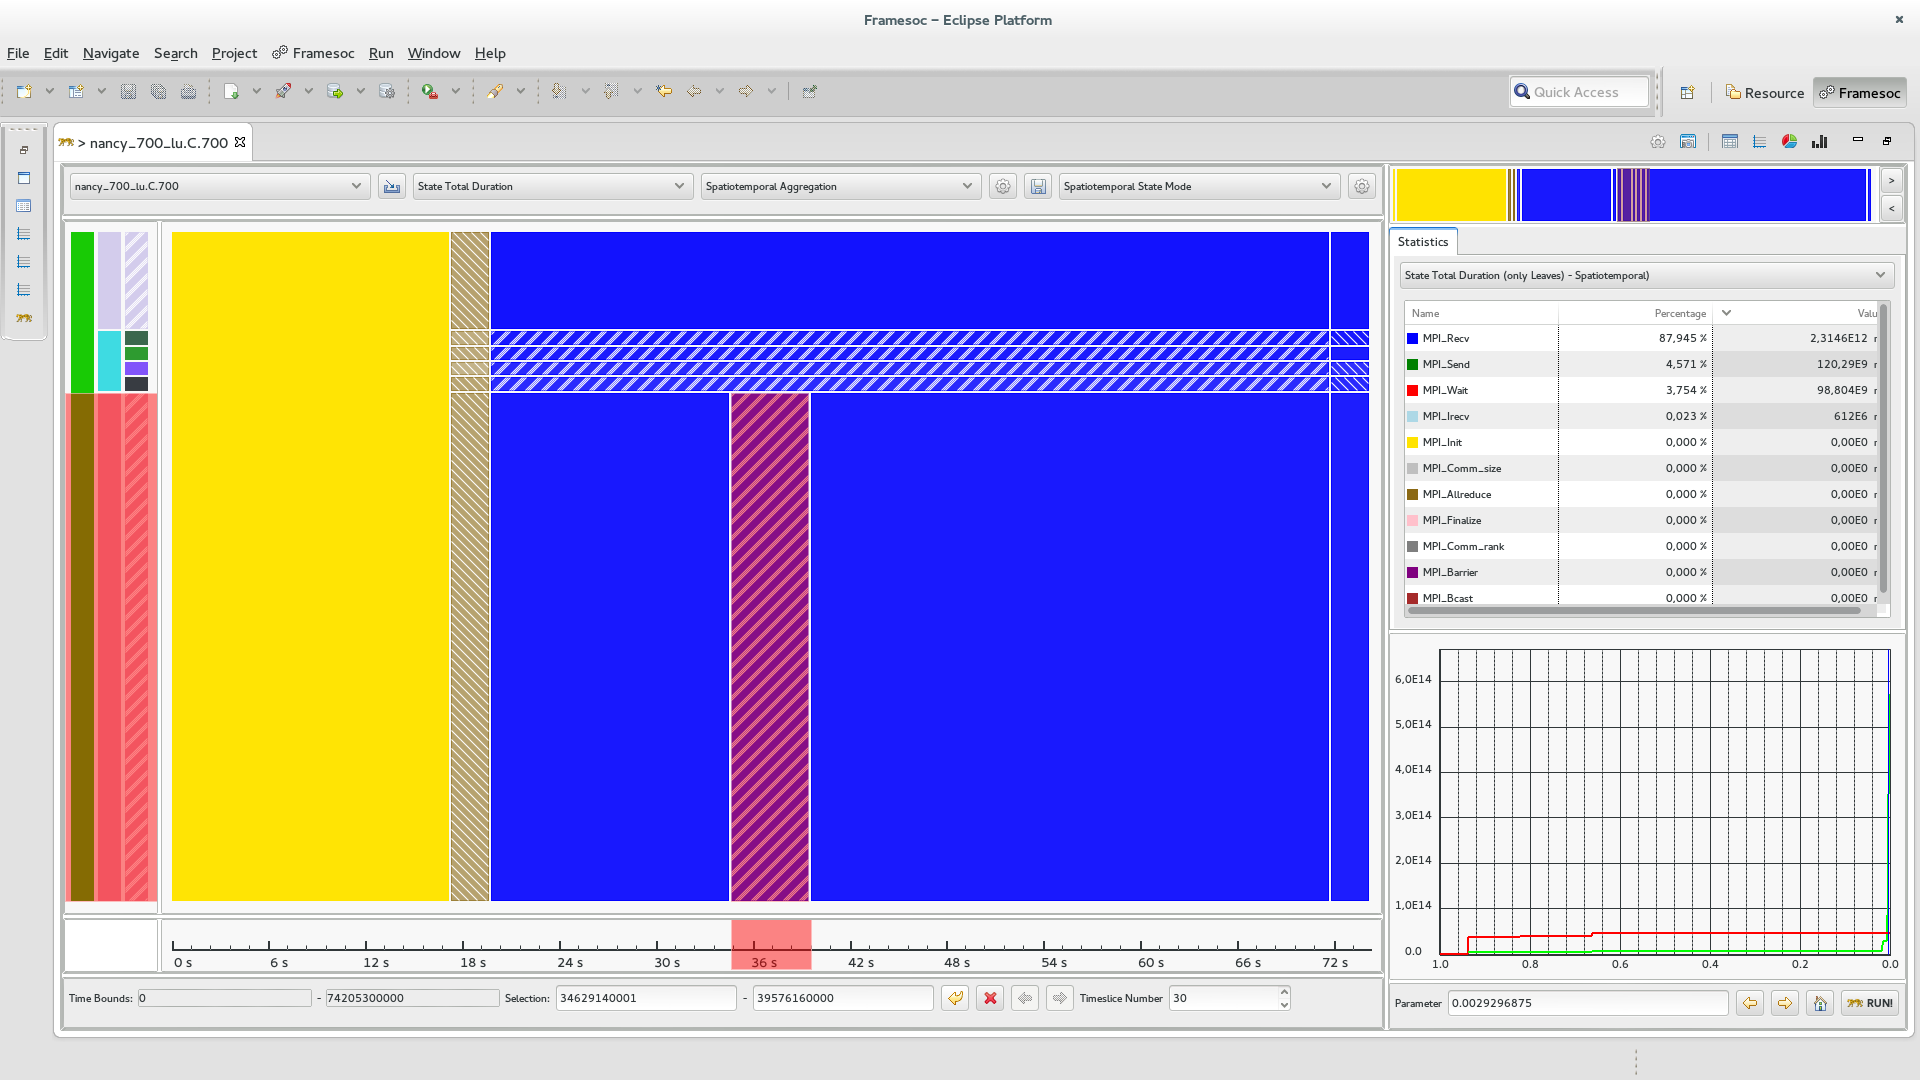 Framesoc – Eclipse Platform
File Edit Navigate Search Project Framesoc Run Window Help
Quick Access Resource Framesoc
> nancy_700_lu.C.700
nancy_700_lu.C.700 State Total Duration Spatiotemporal Aggregation Spatiotemporal State Mode
>
<
Statistics
State Total Duration (only Leaves) - Spatiotemporal)
Name Percentage Valu
MPI_Recv 87,945 % 2,3146E12
MPI_Send 4,571 % 120,29E9
MPI_Wait 3,754 % 98,804E9
MPI_Irecv 0,023 % 612E6
MPI_Init 0,000 % 0,00E0
MPI_Comm_size 0,000 % 0,00E0
MPI_Allreduce 0,000 % 0,00E0
MPI_Finalize 0,000 % 0,00E0
MPI_Comm_rank 0,000 % 0,00E0
MPI_Barrier 0,000 % 0,00E0
MPI_Bcast 0,000 % 0,00E0
6,0E14
5,0E14
4,0E14
3,0E14
2,0E14
1,0E14
0.0
1.0 0.8 0.6 0.4 0.2 0.0
0 s 6 s 12 s 18 s 24 s 30 s 36 s 42 s 48 s 54 s 60 s 66 s 72 s
Time Bounds: 0 - 74205300000 Selection: 34629140001 - 39576160000 Timeslice Number 30
Parameter 0.0029296875 RUN!